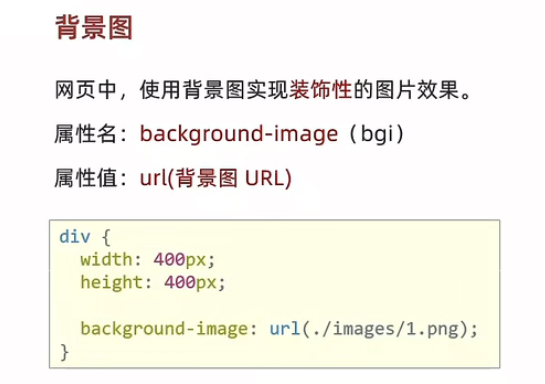 背景图
网页中，使用背景图实现装饰性的图片效果。
属性名：background-image（bgi）
属性值：url(背景图 URL)
div {
  width: 400px;
  height: 400px;
  background-image: url(./images/1.png);
}